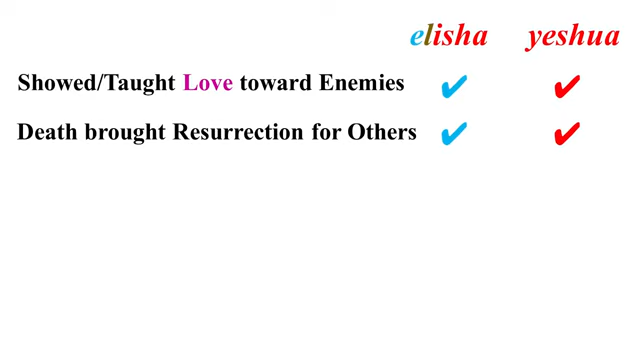 elisha yeshua
Showed/Taught Love toward Enemies ✔ ✔
Death brought Resurrection for Others ✔ ✔